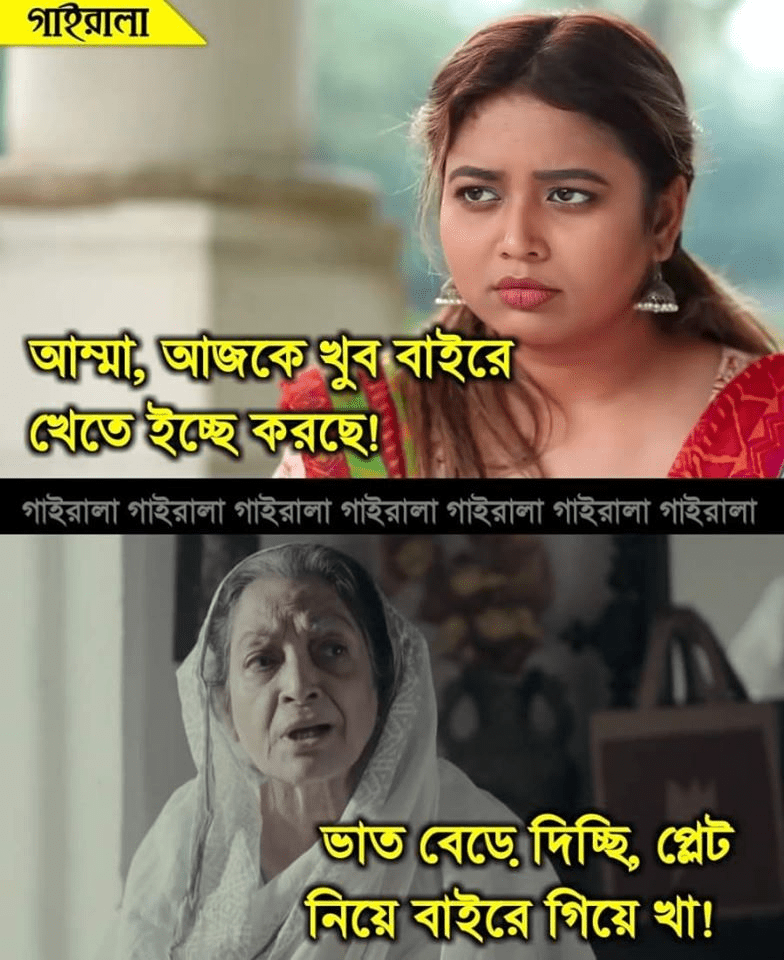 গাইরালা
আম্মা, আজকে খুব বাইরে
খেতে ইচ্ছে করছে!
গাইরালা গাইরালা গাইরালা গাইরালা গাইরালা গাইরালা গাইরালা
ভাত বেড়ে দিচ্ছি, প্লেট
নিয়ে বাইরে গিয়ে খা!